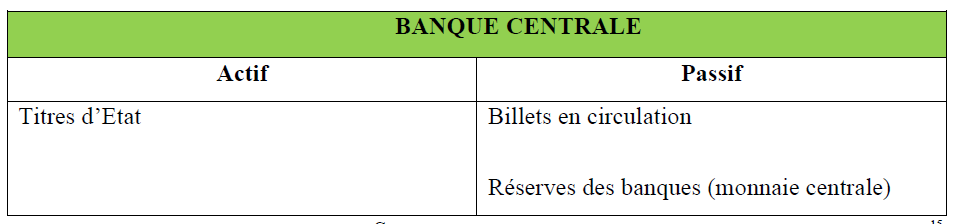 BANQUE CENTRALE
Actif
Passif
Titres d’Etat
Billets en circulation
Réserves des banques (monnaie centrale)